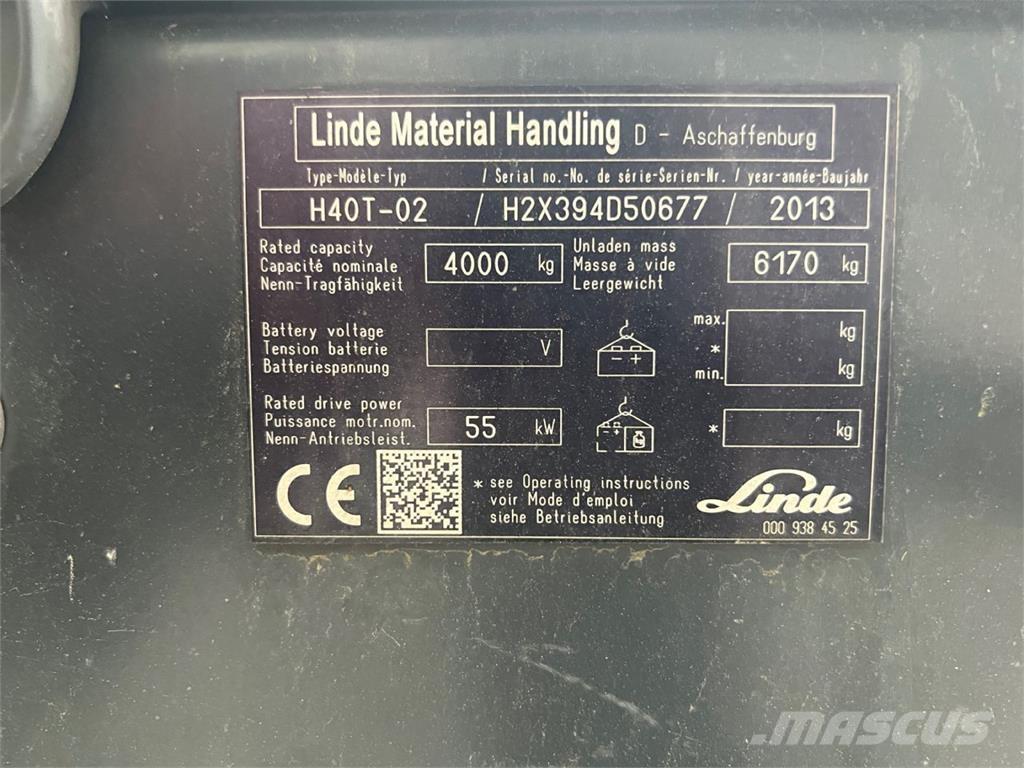 Linde Material Handling D - Aschaffenburg
Type-Modèle-Typ / Serial no.-No. de série-Serien-Nr. / year-année-Baujahr
H40T-02 / H2X394D50677 / 2013
Rated capacity
Capacité nominale
Nenn-Tragfähigkeit
4000 kg
Unladen mass
Masse à vide
Leergewicht
6170 kg
Battery voltage
Tension batterie
Batteriespannung
V
- +
max. kg
*
min. kg
Rated drive power
Puissance motr.nom.
Nenn-Antriebsleist.
55 kW
- +
kg
* kg
CE
* see Operating instructions
voir Mode d'emploi
siehe Betriebsanleitung
Linde
000 938 45 25
MASCUS